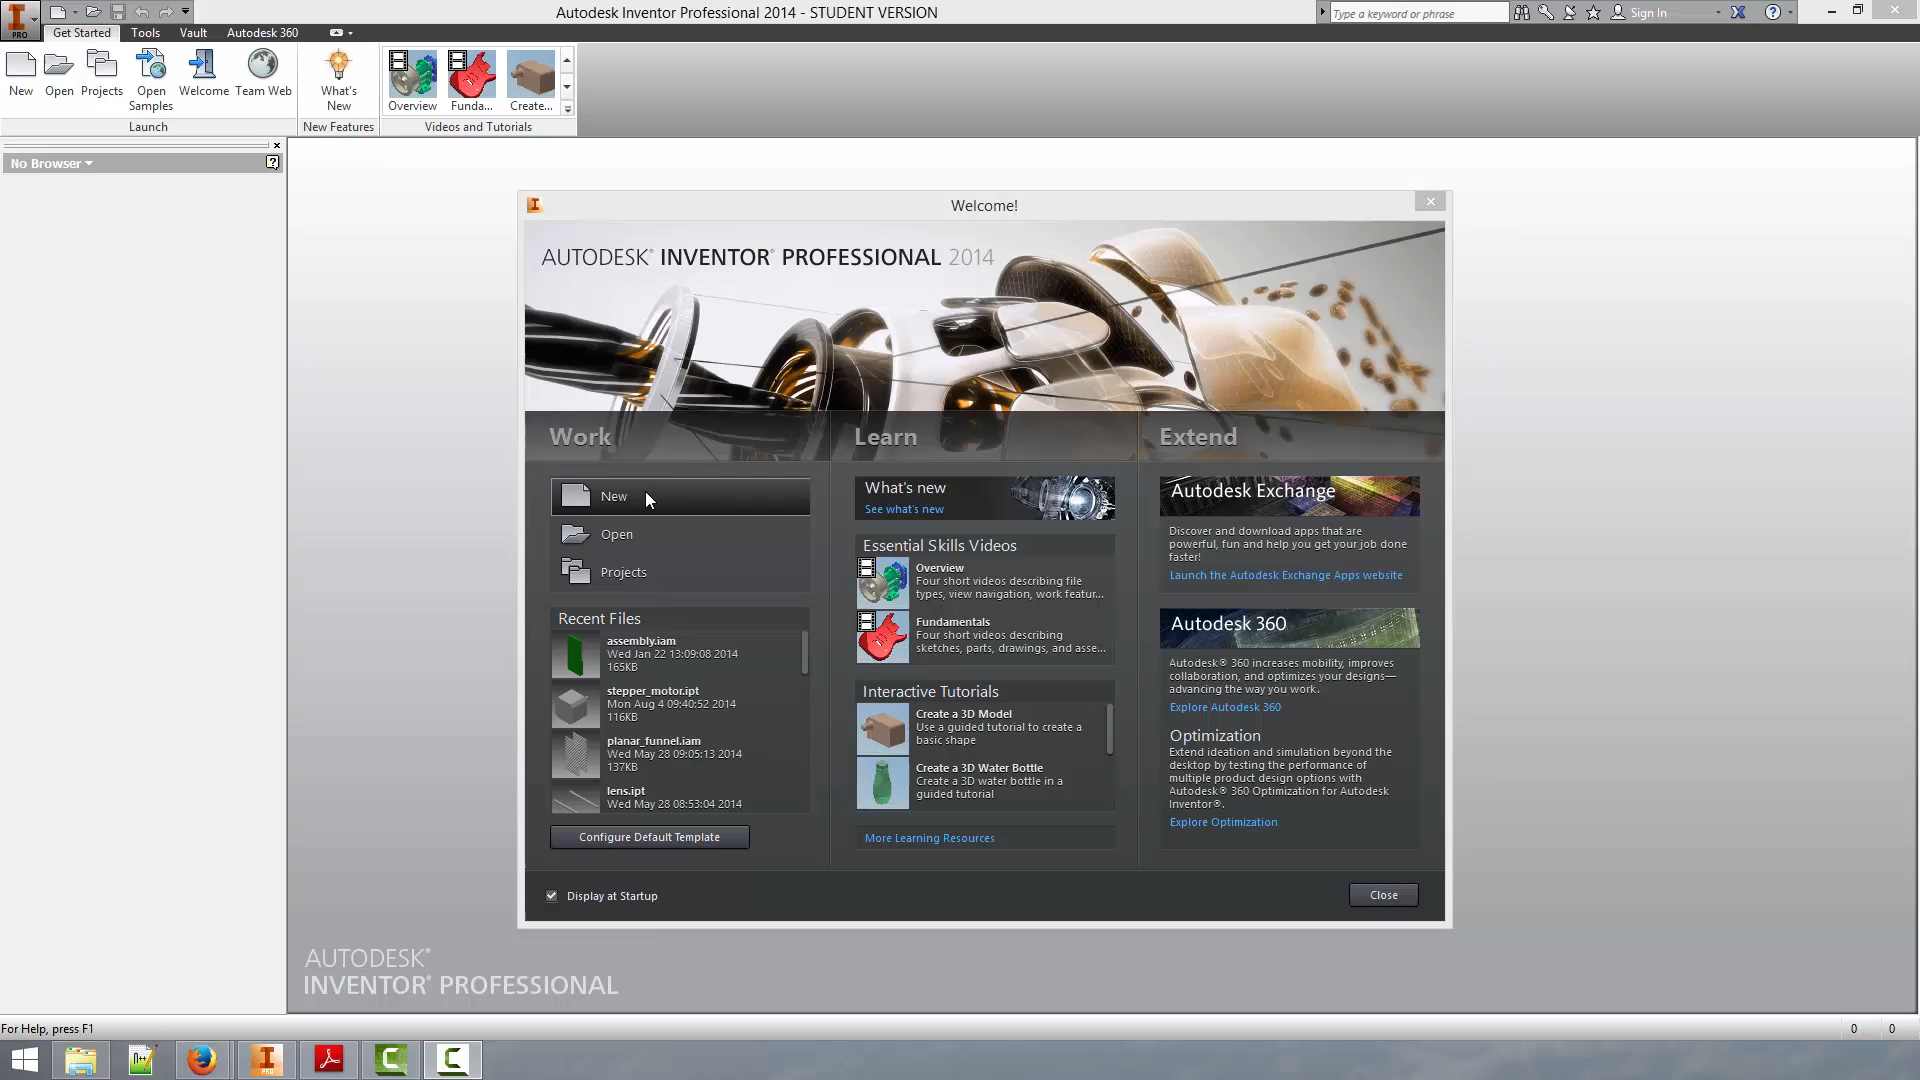 Autodesk Inventor Professional 2014 - STUDENT VERSION
Type a keyword or phrase
Sign In
PRO
Get Started
Tools
Vault
Autodesk 360
New
Open
Projects
Open
Samples
Welcome
Team Web
What's
New
Overview
Funda...
Create...
Launch
New Features
Videos and Tutorials
No Browser
Welcome!
AUTODESK® INVENTOR® PROFESSIONAL 2014
Work
New
Open
Projects
Recent Files
assembly.iam
Wed Jan 22 13:09:08 2014
165KB
stepper_motor.ipt
Mon Aug 4 09:40:52 2014
116KB
planar_funnel.iam
Wed May 28 09:05:13 2014
137KB
lens.ipt
Wed May 28 08:53:04 2014
Configure Default Template
Learn
What's new
See what's new
Essential Skills Videos
Overview
Four short videos describing file
types, view navigation, work featur...
Fundamentals
Four short videos describing
sketches, parts, drawings, and asse...
Interactive Tutorials
Create a 3D Model
Use a guided tutorial to create a
basic shape
Create a 3D Water Bottle
Create a 3D water bottle in a
guided tutorial
More Learning Resources
Extend
Autodesk Exchange
Discover and download apps that are
powerful, fun and help you get your job done
faster!
Launch the Autodesk Exchange Apps website
Autodesk 360
Autodesk® 360 increases mobility, improves
collaboration, and optimizes your designs—
advancing the way you work.
Explore Autodesk 360
Optimization
Extend ideation and simulation beyond the
desktop by testing the performance of
multiple product design options with
Autodesk® 360 Optimization for Autodesk
Inventor®.
Explore Optimization
Display at Startup
Close
AUTODESK®
INVENTOR® PROFESSIONAL
For Help, press F1
0 0
PRO